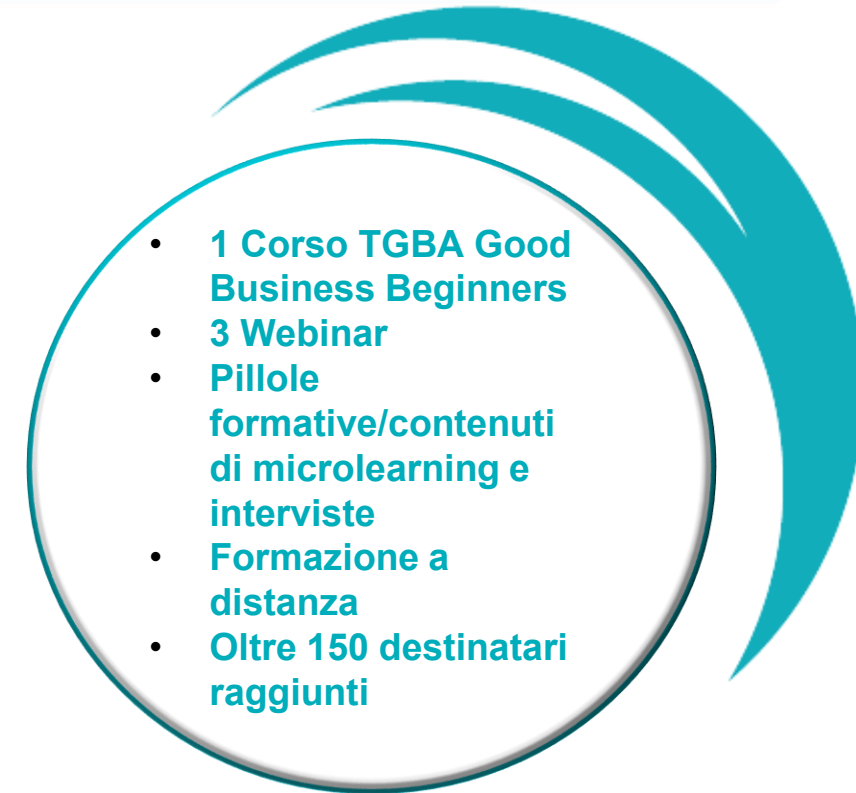 • 1 Corso TGBA Good
Business Beginners
• 3 Webinar
• Pillole
formative/contenuti
di microlearning e
interviste
• Formazione a
distanza
• Oltre 150 destinatari
raggiunti